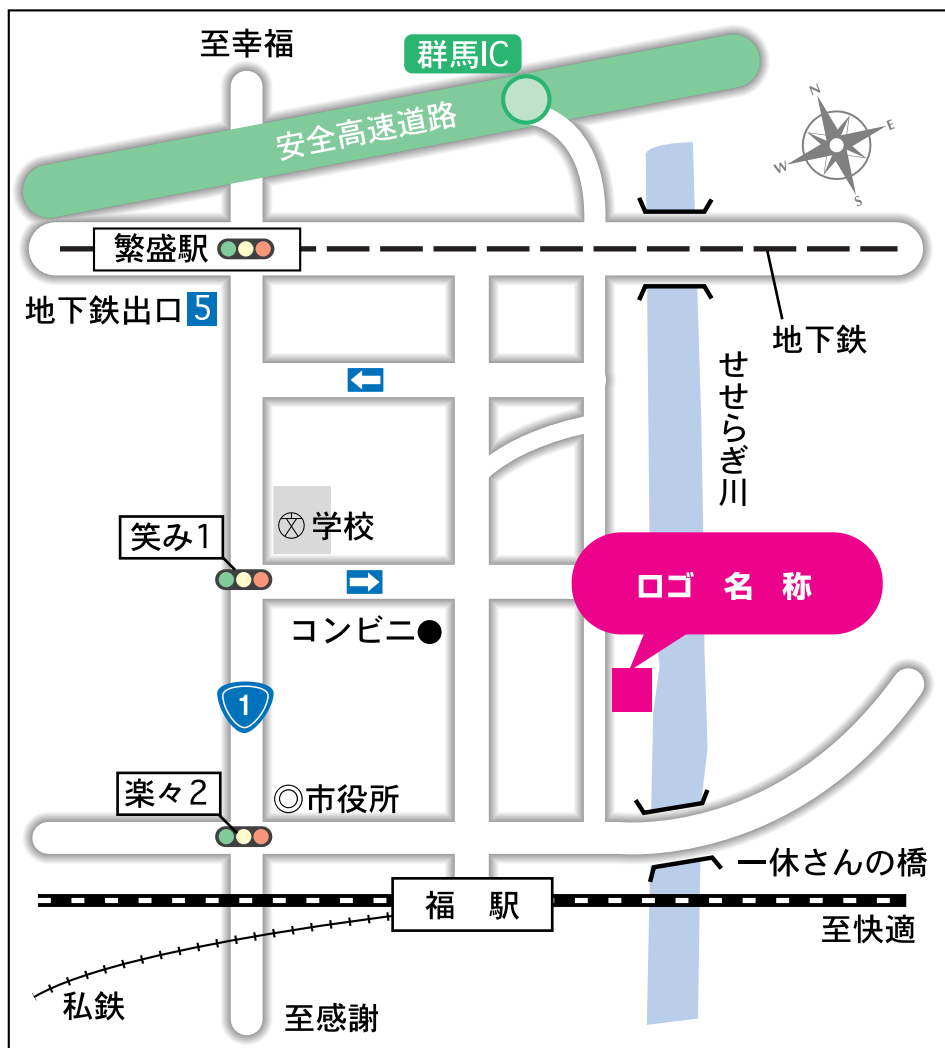 至幸福
群馬IC
安全高速道路
N
E
W
S
繁盛駅
地下鉄出口5
地下鉄
せせらぎ川
笑み1
学校
文
ロゴ 名 称
コンビニ
1
楽々2
市役所
一休さんの橋
福 駅
至快適
私鉄
至感謝